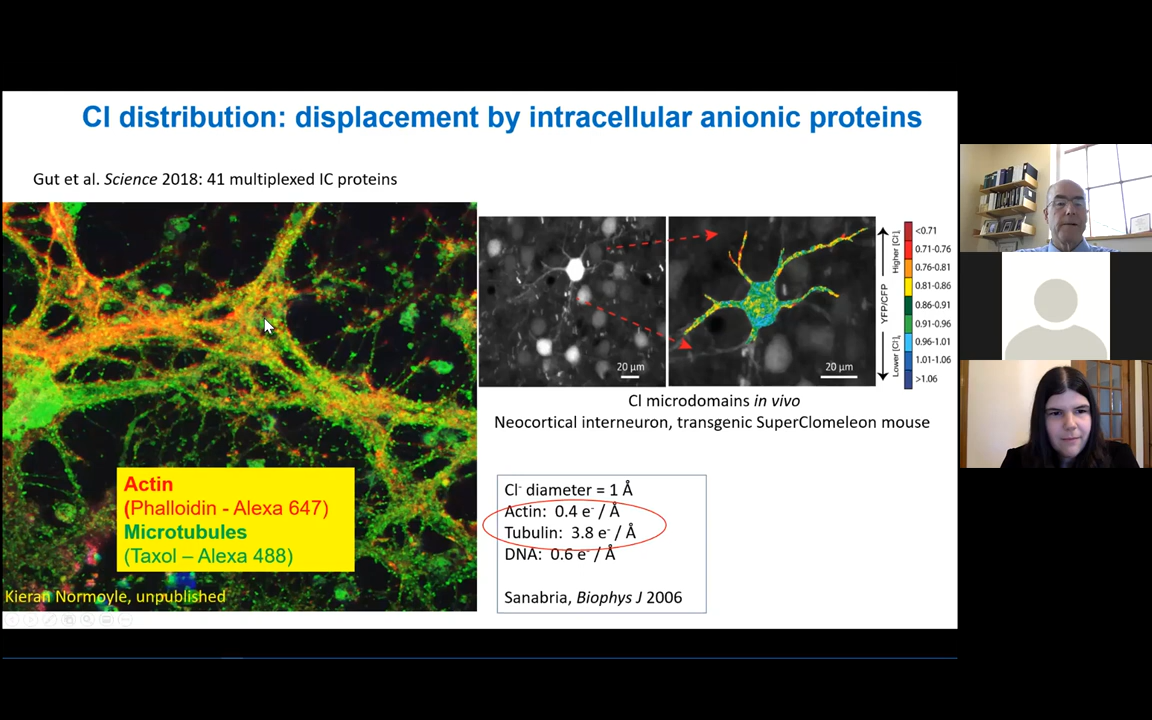 Cl distribution: displacement by intracellular anionic proteins
Gut et al. Science 2018: 41 multiplexed IC proteins
Actin
(Phalloidin - Alexa 647)
Microtubules
(Taxol – Alexa 488)
Kieran Normoyle, unpublished
20 µm
20 µm
Higher [Cl]i
YFP/CFP
Lower [Cl]i
<0.71
0.71-0.76
0.76-0.81
0.81-0.86
0.86-0.91
0.91-0.96
0.96-1.01
1.01-1.06
>1.06
Cl microdomains in vivo
Neocortical interneuron, transgenic SuperClomeleon mouse
Cl- diameter = 1 Å
Actin: 0.4 e- / Å
Tubulin: 3.8 e- / Å
DNA: 0.6 e- / Å
Sanabria, Biophys J 2006